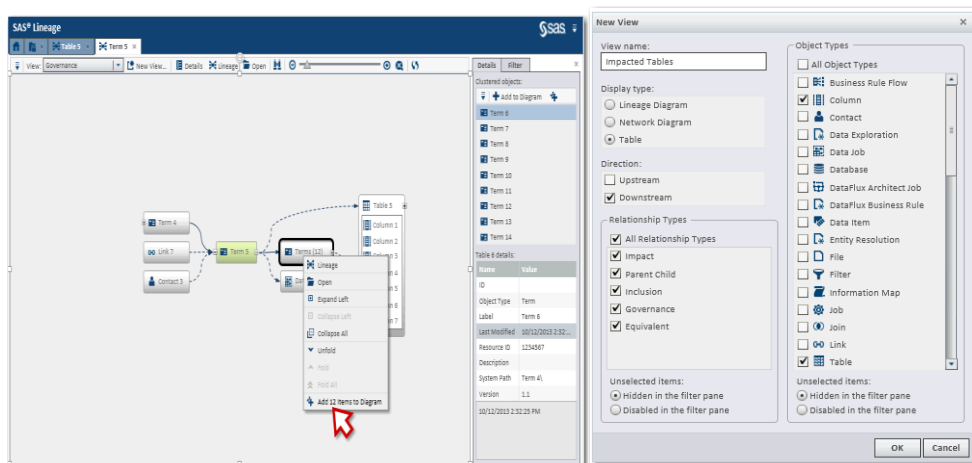 SAS® Lineage
sas
Table 5
Term 5
View: Governance
New View...
Details
Lineage
Open
Details
Filter
Clustered objects:
Add to Diagram
Term 6
Term 7
Term 8
Term 9
Term 10
Term 11
Term 12
Term 13
Term 14
Table 6 details:
Name Value
ID
Object Type Term
Label Term 6
Last Modified 10/12/2013 2:32:...
Resource ID 1234567
Description
System Path Term 4\
Version 1.1
10/12/2013 2:32:25 PM
Term 4
Link 7
Contact 3
Term 5
Terms (12)
Table 5
Column 1
Column 2
Lineage
Open
Expand Left
Collapse Left
Collapse All
Unfold
Fold
Fold All
Add 12 Items to Diagram
New View
View name:
Impacted Tables
Display type:
Lineage Diagram
Network Diagram
Table
Direction:
Upstream
Downstream
Relationship Types
All Relationship Types
Impact
Parent Child
Inclusion
Governance
Equivalent
Unselected items:
Hidden in the filter pane
Disabled in the filter pane
Object Types
All Object Types
Business Rule Flow
Column
Contact
Data Exploration
Data Job
Database
DataFlux Architect Job
DataFlux Business Rule
Data Item
Entity Resolution
File
Filter
Information Map
Job
Join
Link
Table
Unselected items:
Hidden in the filter pane
Disabled in the filter pane
OK
Cancel